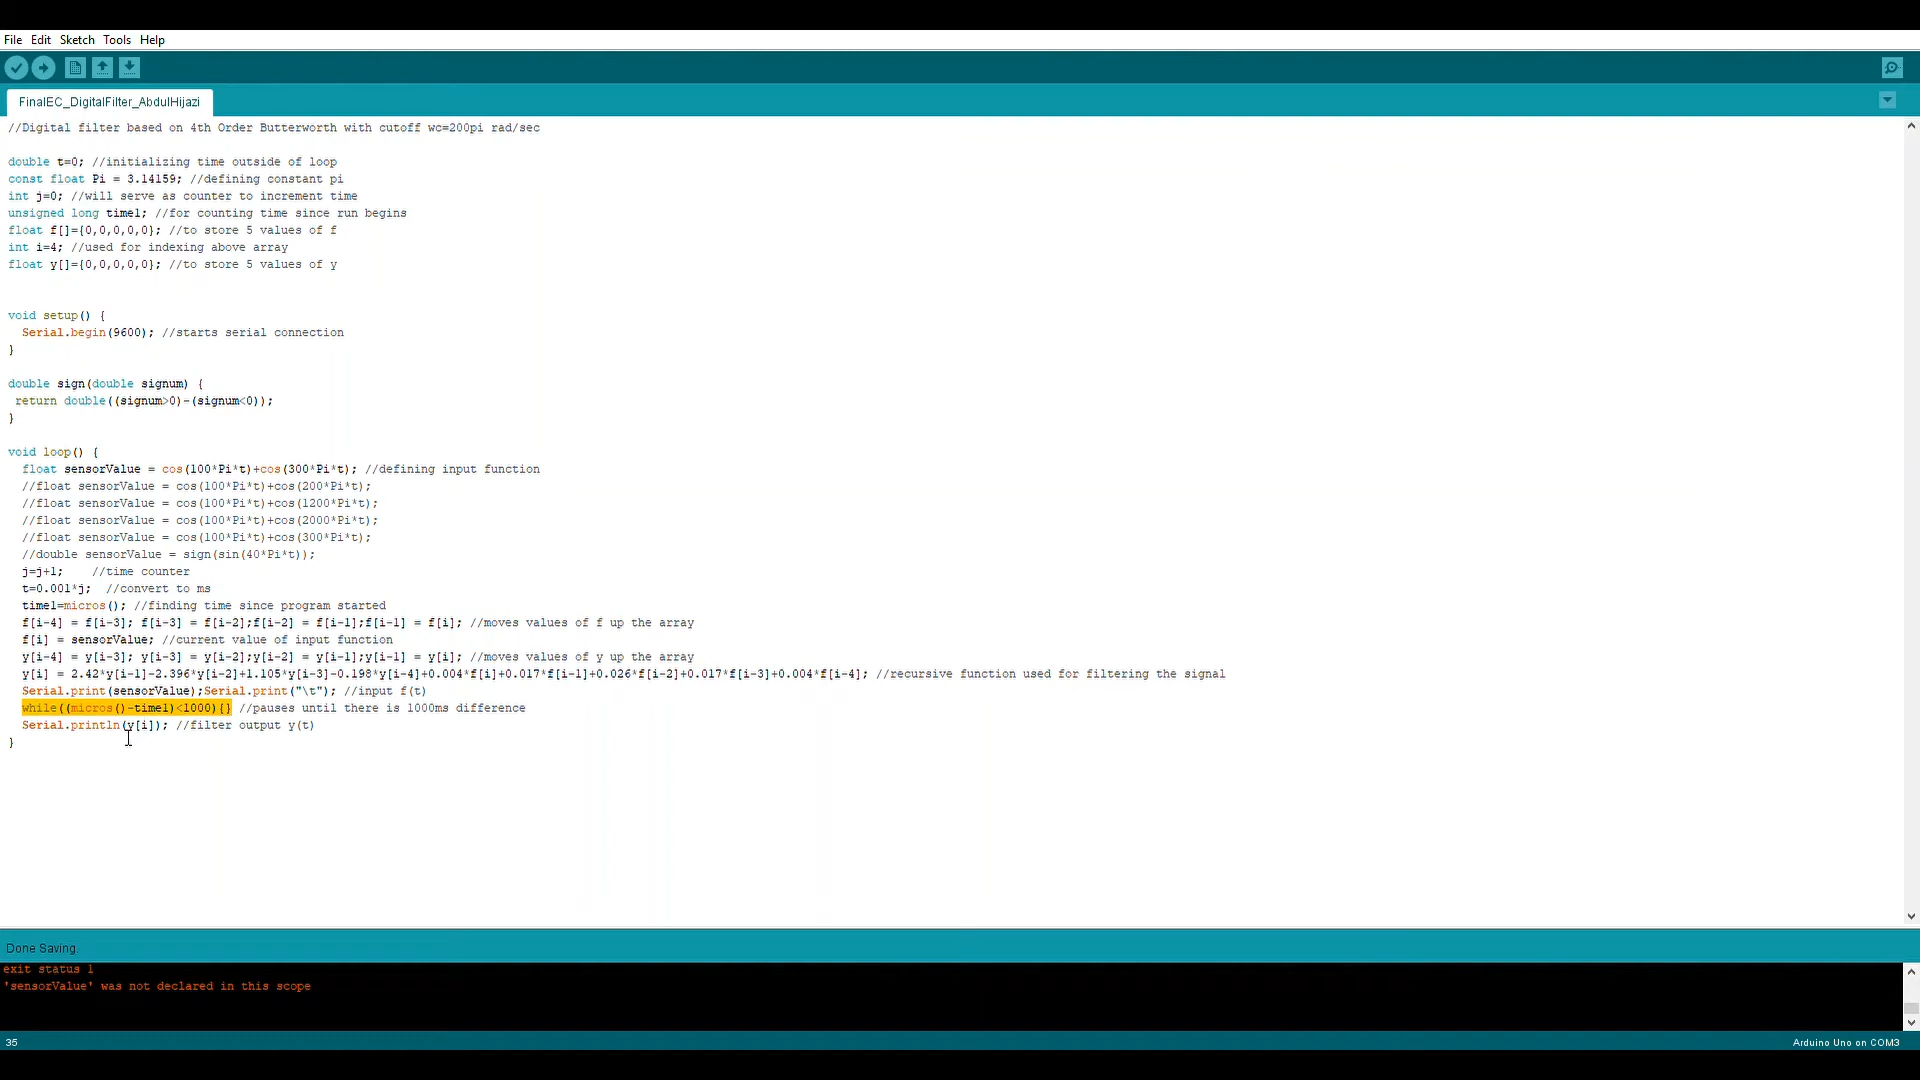 File Edit Sketch Tools Help
FinalEC_DigitalFilter_AbdulHijazi
//Digital filter based on 4th Order Butterworth with cutoff wc=200pi rad/sec
double t=0; //initializing time outside of loop
const float Pi = 3.14159; //defining constant pi
int j=0; //will serve as counter to increment time
unsigned long time1; //for counting time since run begins
float f[]={0,0,0,0,0}; //to store 5 values of f
int i=4; //used for indexing above array
float y[]={0,0,0,0,0}; //to store 5 values of y
void setup() {
  Serial.begin(9600); //starts serial connection
}
double sign(double signum) {
 return double((signum>0)-(signum<0));
}
void loop() {
  float sensorValue = cos(100*Pi*t)+cos(300*Pi*t); //defining input function
  //float sensorValue = cos(100*Pi*t)+cos(200*Pi*t);
  //float sensorValue = cos(100*Pi*t)+cos(1200*Pi*t);
  //float sensorValue = cos(100*Pi*t)+cos(2000*Pi*t);
  //float sensorValue = cos(100*Pi*t)+cos(300*Pi*t);
  //double sensorValue = sign(sin(40*Pi*t));
  j=j+1;    //time counter
  t=0.001*j;  //convert to ms
  time1=micros(); //finding time since program started
  f[i-4] = f[i-3]; f[i-3] = f[i-2];f[i-2] = f[i-1];f[i-1] = f[i]; //moves values of f up the array
  f[i] = sensorValue; //current value of input function
  y[i-4] = y[i-3]; y[i-3] = y[i-2];y[i-2] = y[i-1];y[i-1] = y[i]; //moves values of y up the array
  y[i] = 2.42*y[i-1]-2.396*y[i-2]+1.105*y[i-3]-0.198*y[i-4]+0.004*f[i]+0.017*f[i-1]+0.026*f[i-2]+0.017*f[i-3]+0.004*f[i-4]; //recursive function used for filtering the signal
  Serial.print(sensorValue);Serial.print("\t"); //input f(t)
  while((micros()-time1)<1000){} //pauses until there is 1000ms difference
  Serial.println(y[i]); //filter output y(t)
}
Done Saving.
exit status 1
'sensorValue' was not declared in this scope
35
Arduino Uno on COM3